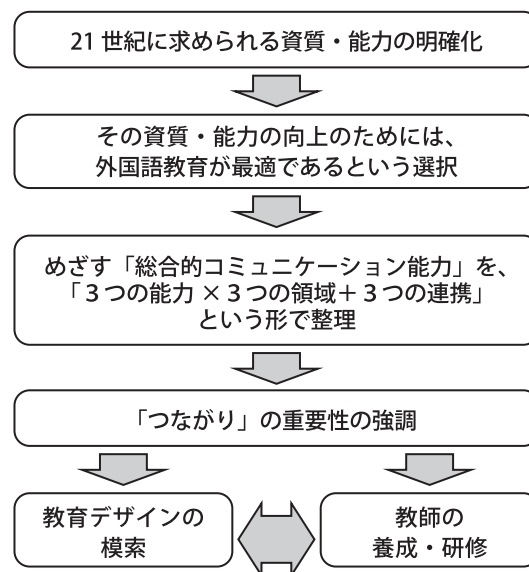 21世紀に求められる資質・能力の明確化
その資質・能力の向上のためには、
外国語教育が最適であるという選択
めざす「総合的コミュニケーション能力」を、
「3つの能力 × 3つの領域＋3つの連携」
という形で整理
「つながり」の重要性の強調
教育デザインの
模索
教師の
養成・研修